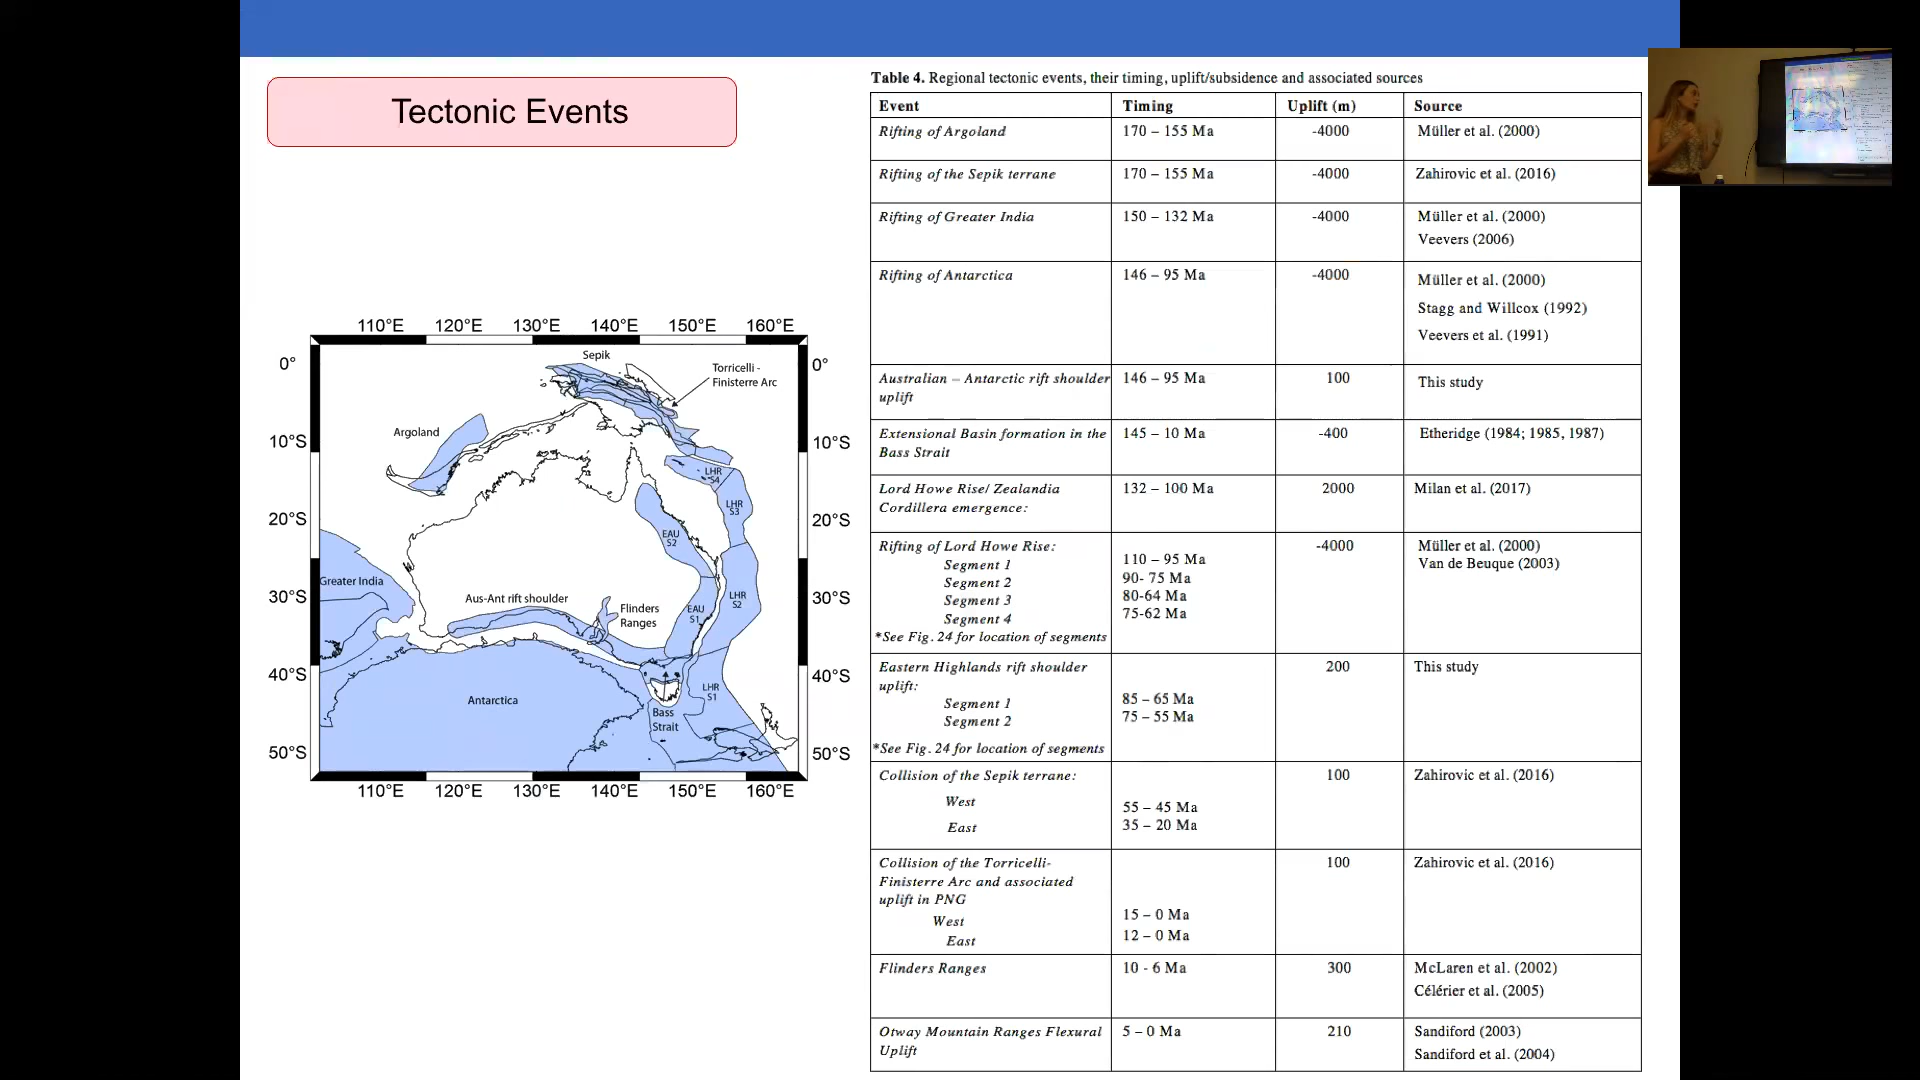 Tectonic Events
110°E 120°E 130°E 140°E 150°E 160°E
0°
10°S
20°S
30°S
40°S
50°S
Sepik
Torricelli -
Finisterre Arc
Argoland
LHR
S4
LHR
S3
EAU
S2
Greater India
LHR
S2
Aus-Ant rift shoulder
Flinders
Ranges
EAU
S1
Antarctica
LHR
S1
Bass
Strait
0°
10°S
20°S
30°S
40°S
50°S
110°E 120°E 130°E 140°E 150°E 160°E
Table 4. Regional tectonic events, their timing, uplift/subsidence and associated sources
Event Timing Uplift (m) Source
Rifting of Argoland 170 – 155 Ma -4000 Müller et al. (2000)
Rifting of the Sepik terrane 170 – 155 Ma -4000 Zahirovic et al. (2016)
Rifting of Greater India 150 – 132 Ma -4000 Müller et al. (2000)
Veevers (2006)
Rifting of Antarctica 146 – 95 Ma -4000 Müller et al. (2000)
Stagg and Willcox (1992)
Veevers et al. (1991)
Australian – Antarctic rift shoulder 146 – 95 Ma 100 This study
uplift
Extensional Basin formation in the 145 – 10 Ma -400 Etheridge (1984; 1985, 1987)
Bass Strait
Lord Howe Rise/ Zealandia 132 – 100 Ma 2000 Milan et al. (2017)
Cordillera emergence:
Rifting of Lord Howe Rise: -4000 Müller et al. (2000)
Segment 1 110 – 95 Ma Van de Beuque (2003)
Segment 2 90- 75 Ma
Segment 3 80-64 Ma
Segment 4 75-62 Ma
*See Fig. 24 for location of segments
Eastern Highlands rift shoulder 200 This study
uplift:
Segment 1 85 – 65 Ma
Segment 2 75 – 55 Ma
*See Fig. 24 for location of segments
Collision of the Sepik terrane: 100 Zahirovic et al. (2016)
West 55 – 45 Ma
East 35 – 20 Ma
Collision of the Torricelli- 100 Zahirovic et al. (2016)
Finisterre Arc and associated
uplift in PNG
West 15 – 0 Ma
East 12 – 0 Ma
Flinders Ranges 10 - 6 Ma 300 McLaren et al. (2002)
Célérier et al. (2005)
Otway Mountain Ranges Flexural 5 – 0 Ma 210 Sandiford (2003)
Uplift Sandiford et al. (2004)